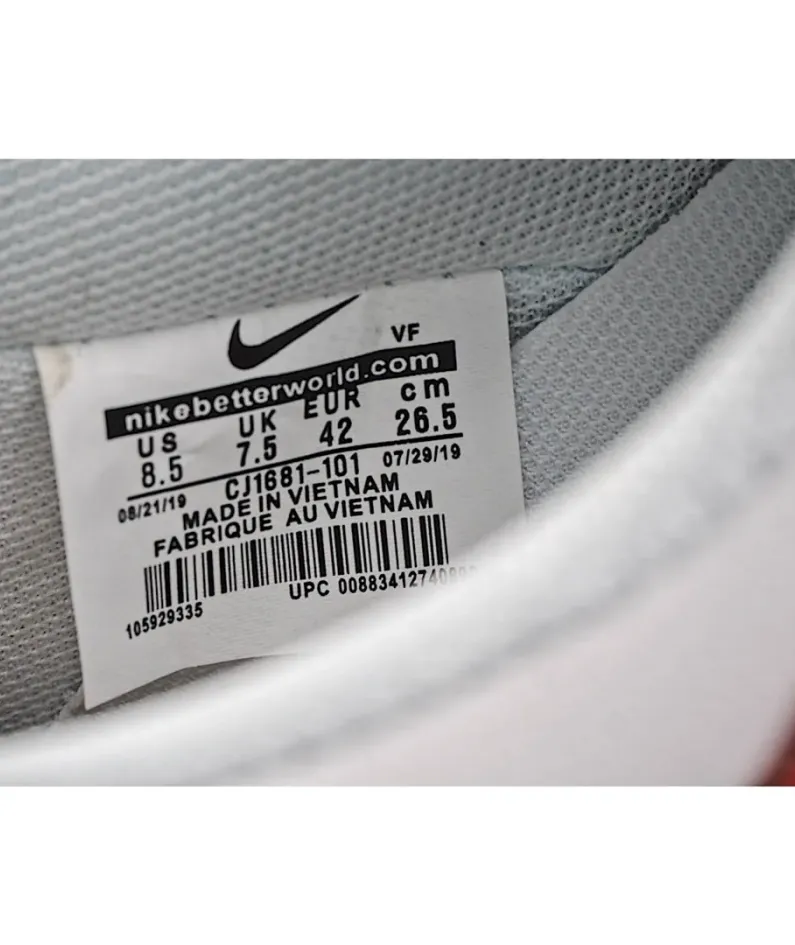 VF
nikebetterworld.com
US UK EUR cm
8.5 7.5 42 26.5
08/21/19 CJ1681-101 07/29/19
MADE IN VIETNAM
FABRIQUE AU VIETNAM
105929335 UPC